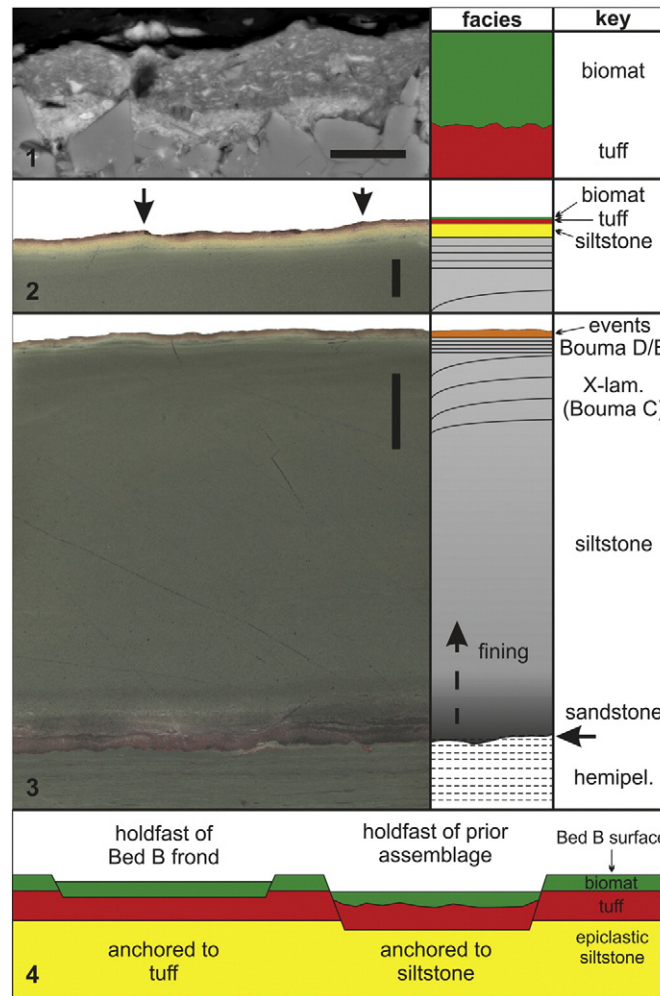 facies key
1
biomat
tuff
2
biomat
tuff
siltstone
3
events
Bouma D/E
X-lam.
(Bouma C)
siltstone
fining
sandstone
hemipel.
4
holdfast of
Bed B frond
holdfast of prior
assemblage
Bed B surface
biomat
tuff
anchored to
tuff
anchored to
siltstone
epiclastic
siltstone